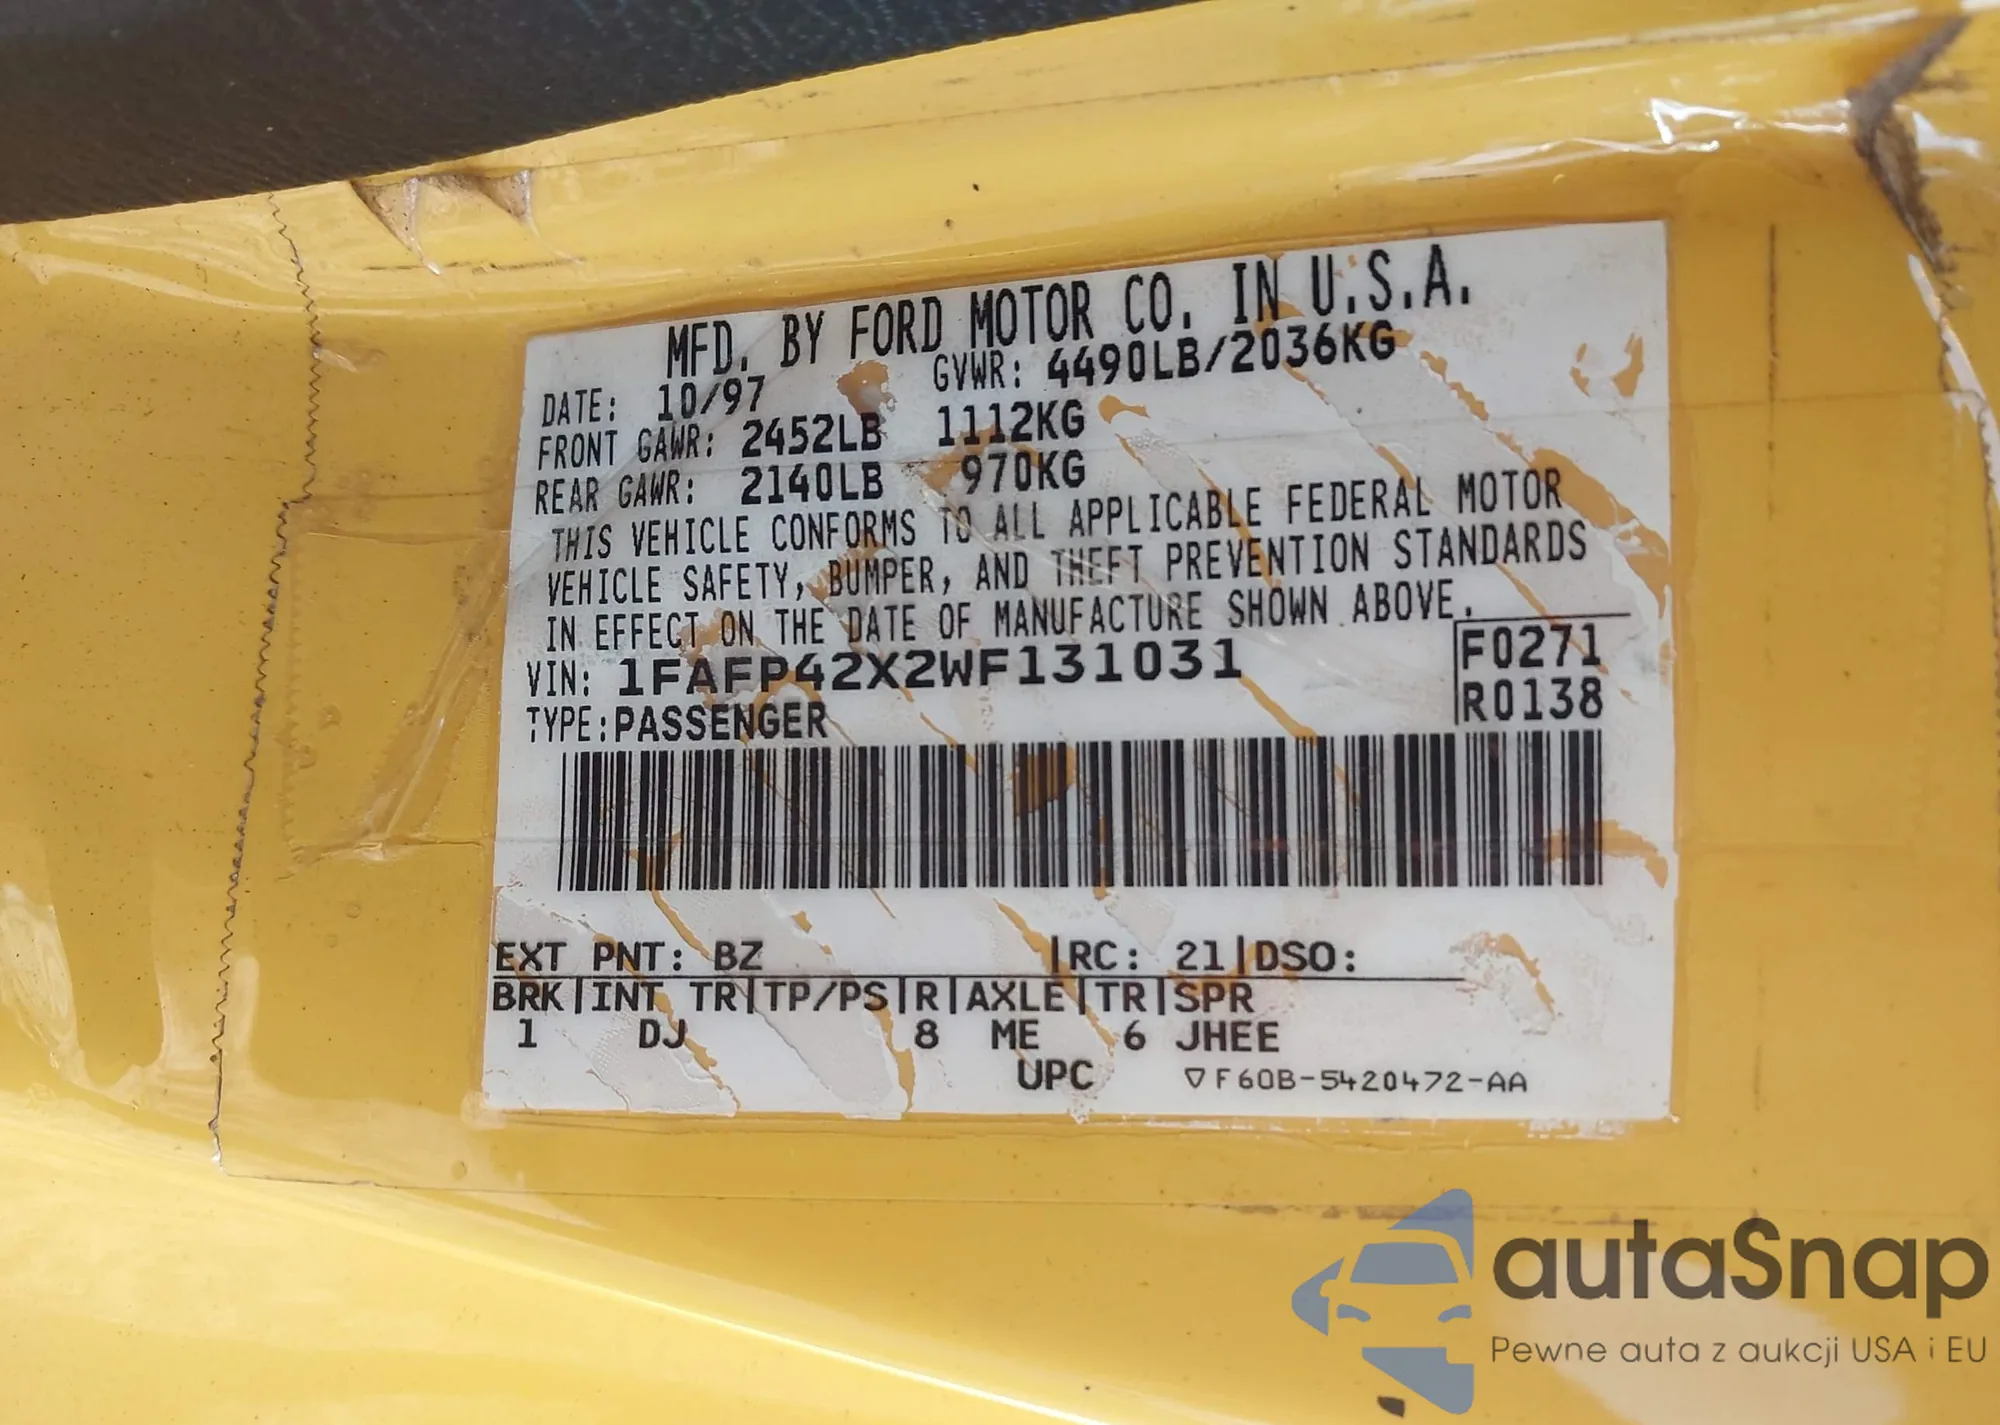 MFD. BY FORD MOTOR CO. IN U.S.A.
DATE: 10/97 GVWR: 4490LB/2036KG
FRONT GAWR: 2452LB 1112KG
REAR GAWR: 2140LB 970KG
THIS VEHICLE CONFORMS TO ALL APPLICABLE FEDERAL MOTOR
VEHICLE SAFETY, BUMPER, AND THEFT PREVENTION STANDARDS
IN EFFECT ON THE DATE OF MANUFACTURE SHOWN ABOVE.
VIN: 1FAFP42X2WF131031 F0271
TYPE: PASSENGER R0138
EXT PNT: BZ |RC: 21|DSO:
BRK|INT TR|TP/PS|R|AXLE|TR|SPR
1 DJ 8 ME 6 JHEE
UPC ▽F60B-5420472-AA
autaSnap
Pewne auta z aukcji USA i EU